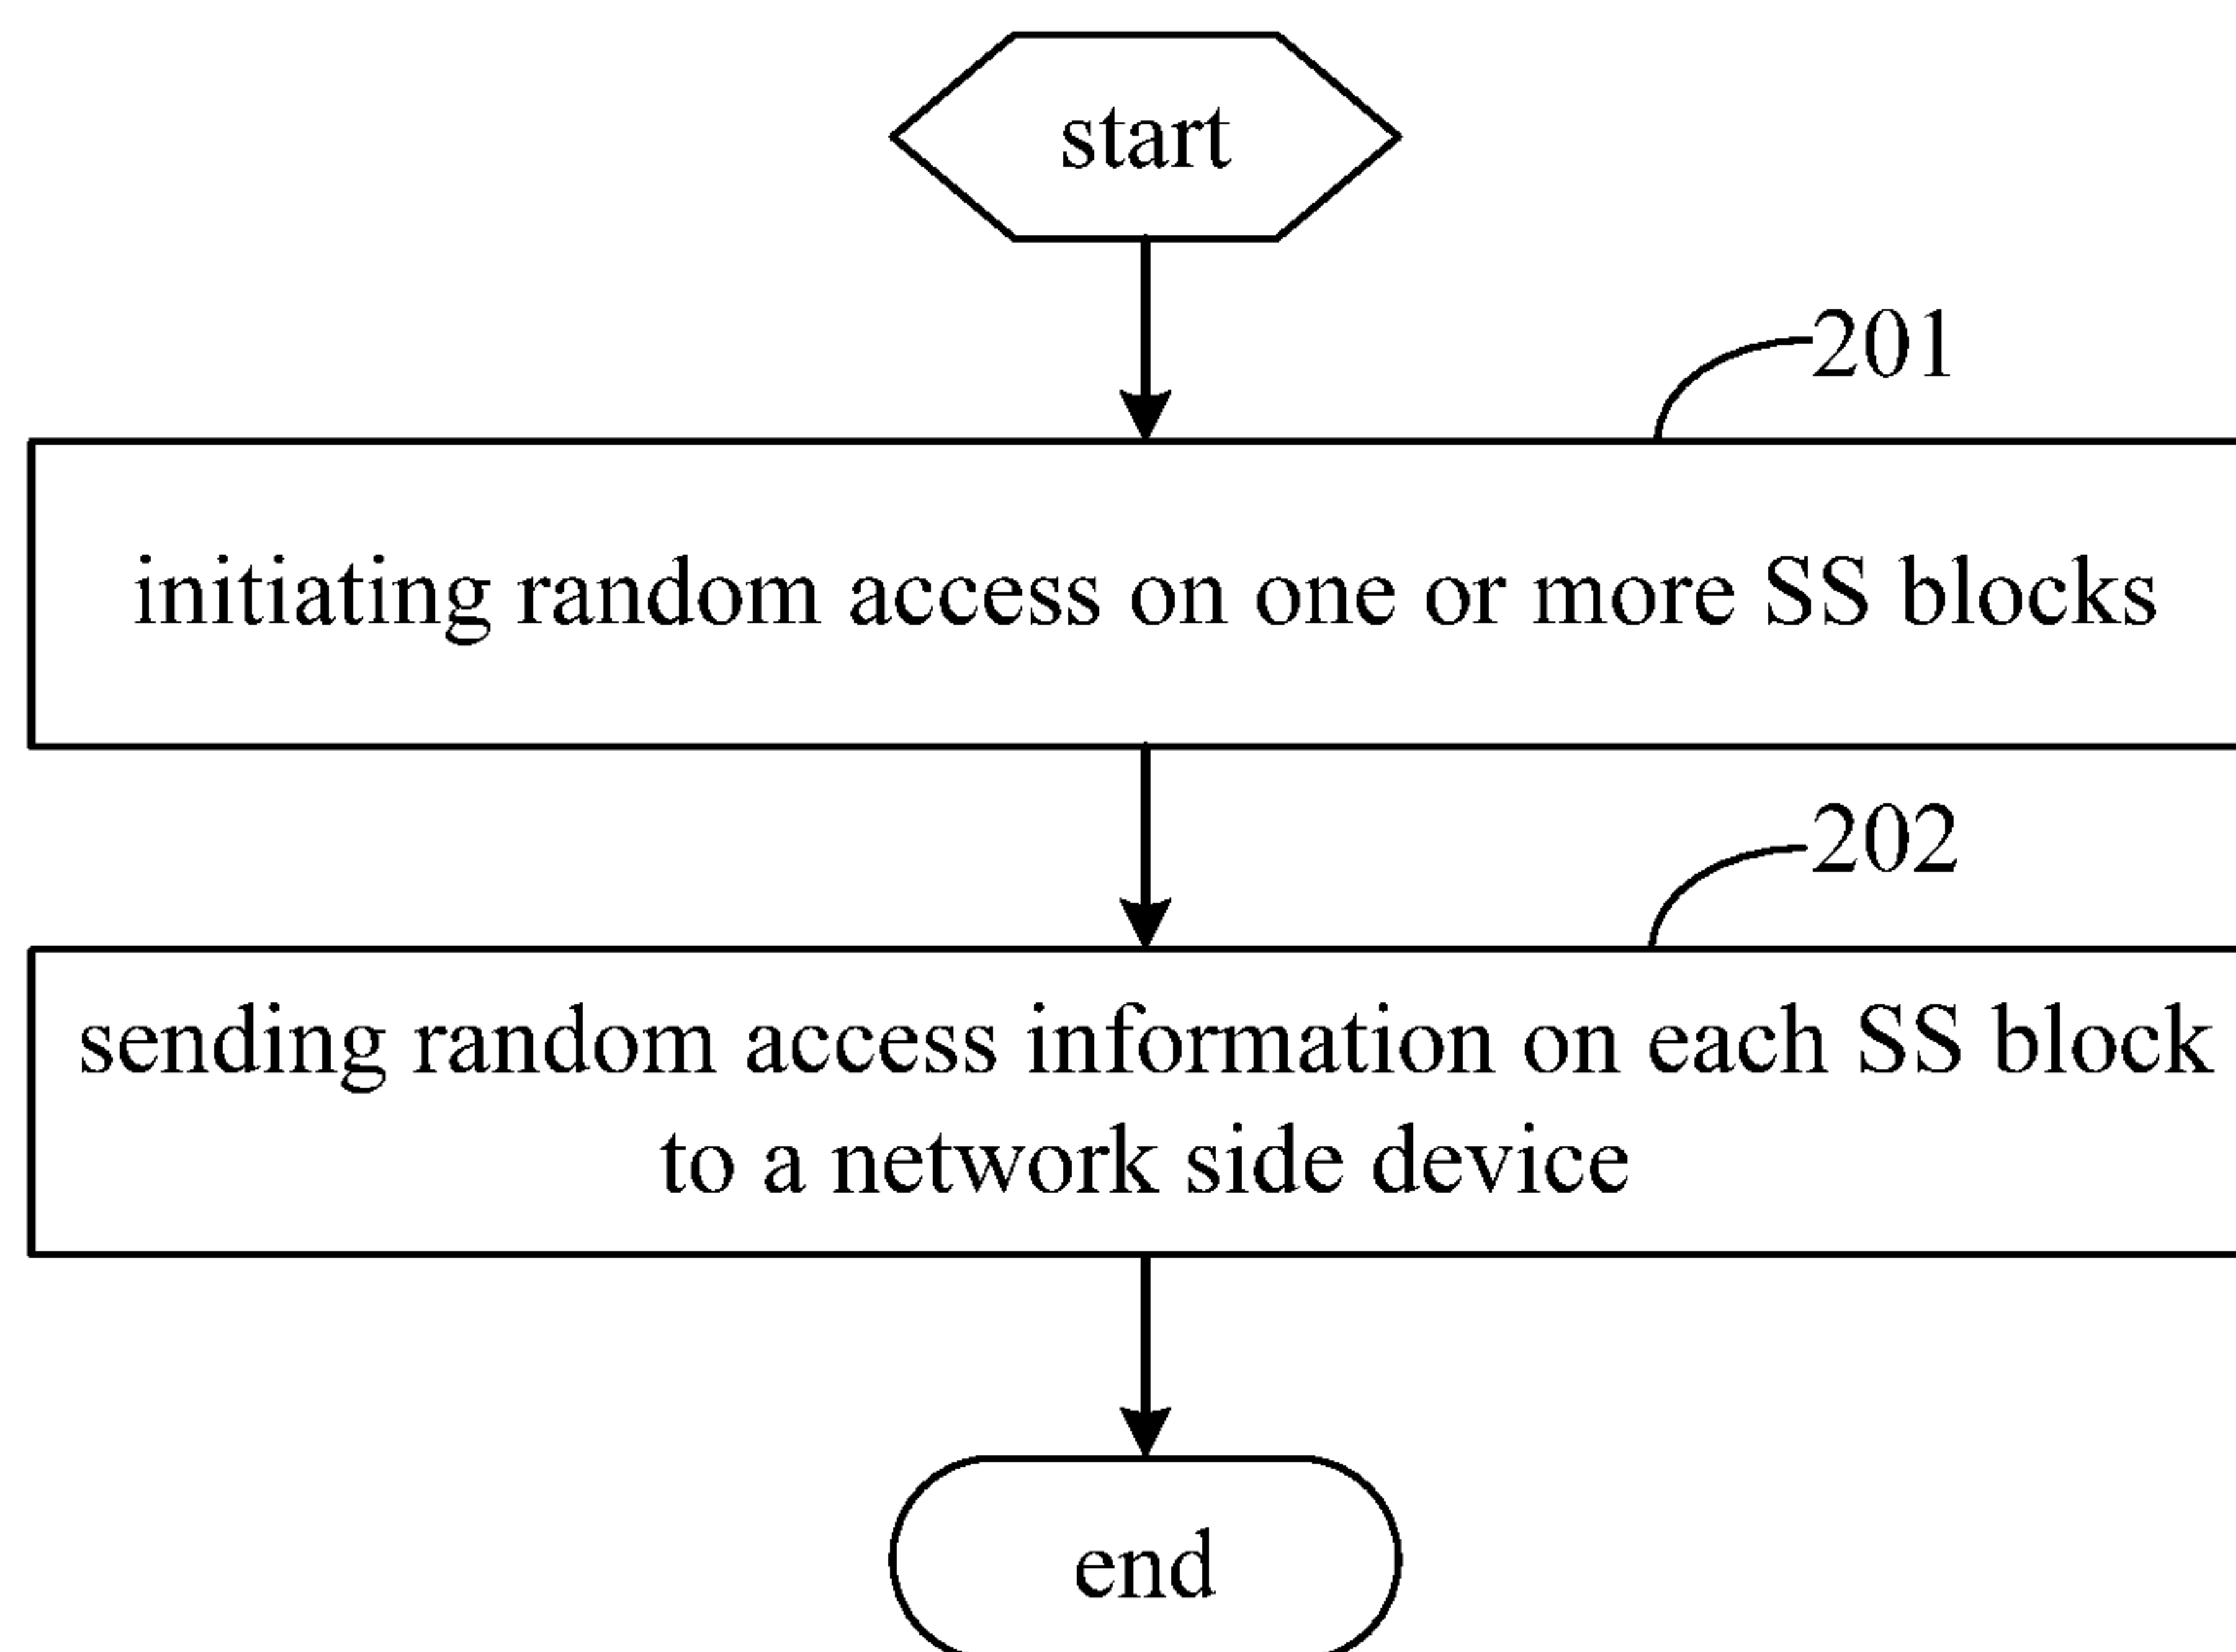 start
201
initiating random access on one or more SS blocks
202
sending random access information on each SS block
to a network side device
end